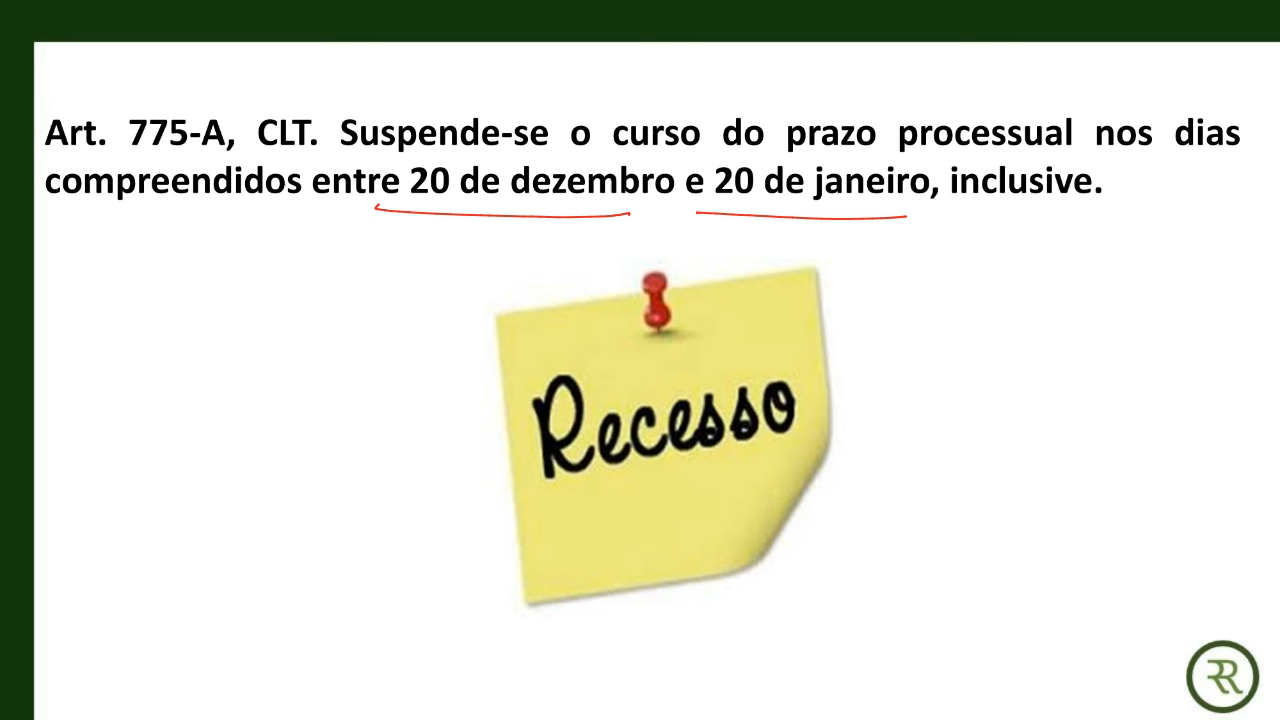 Art. 775-A, CLT. Suspende-se o curso do prazo processual nos dias
compreendidos entre 20 de dezembro e 20 de janeiro, inclusive.
Recesso
RR